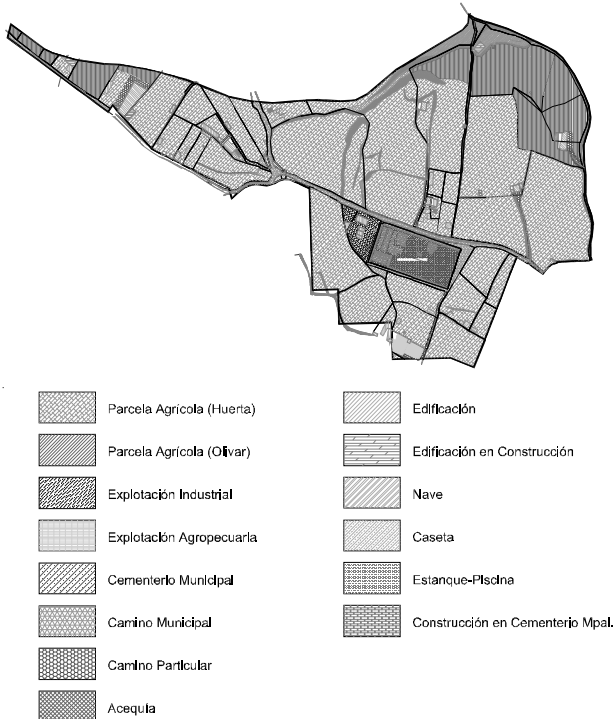 Parcela Agrícola (Huerta)
Parcela Agrícola (Olivar)
Explotación Industrial
Explotación Agropecuaria
Cementerio Municipal
Camino Municipal
Camino Particular
Acequia
Edificación
Edificación en Construcción
Nave
Caseta
Estanque-Piscina
Construcción en Cementerio Mpal.